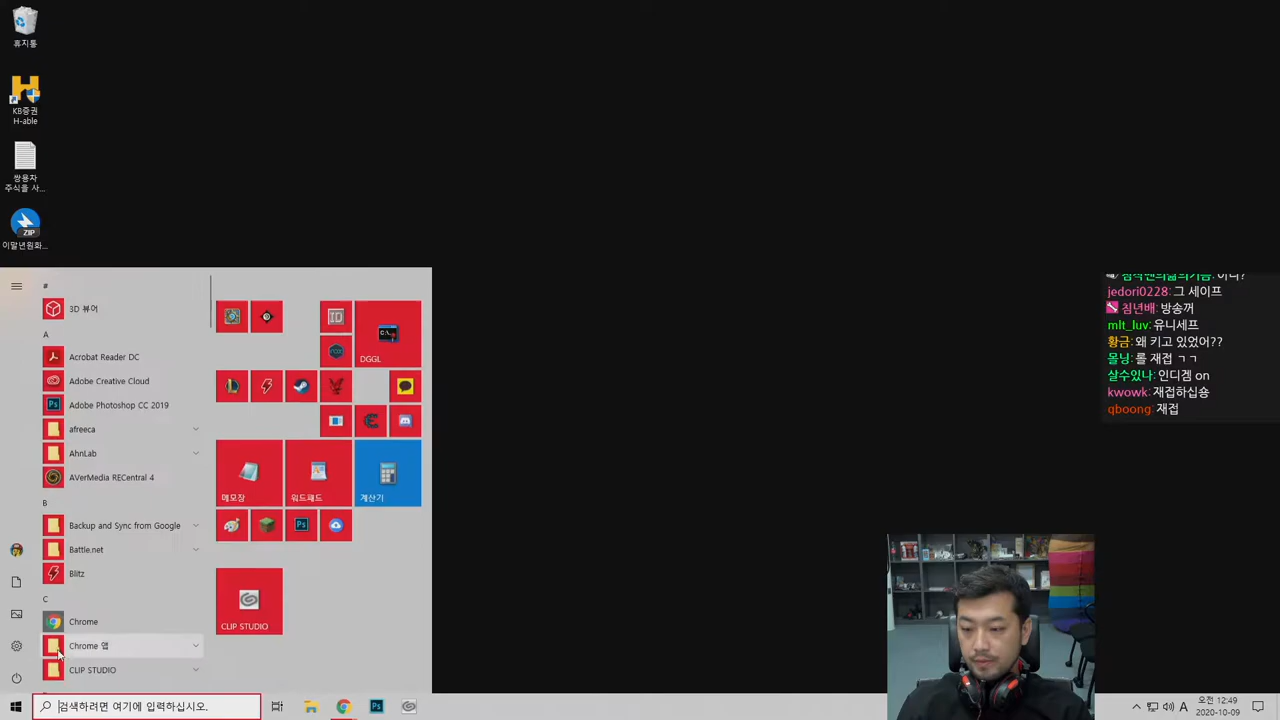 휴지통
KB증권
H-able
쌍용차
주식을 사...
ZIP
이말년원화...
#
3D 뷰어
A
Acrobat Reader DC
Adobe Creative Cloud
Adobe Photoshop CC 2019
afreeca
AhnLab
AVerMedia RECentral 4
B
Backup and Sync from Google
Battle.net
Blitz
C
Chrome
Chrome 앱
CLIP STUDIO
DGGL
메모장
워드패드
계산기
CLIP STUDIO
검색하려면 여기에 입력하십시오.
jedori0228: 그 세이프
침년배: 방송끼
mlt_luv: 유니세프
황금: 왜 키고 있었어??
몰닝: 를 재접 ㄱㄱ
살수있나: 인디겜 on
kwowk: 재접하십숑
qboong: 재접
A
오전 12:49
2020-10-09